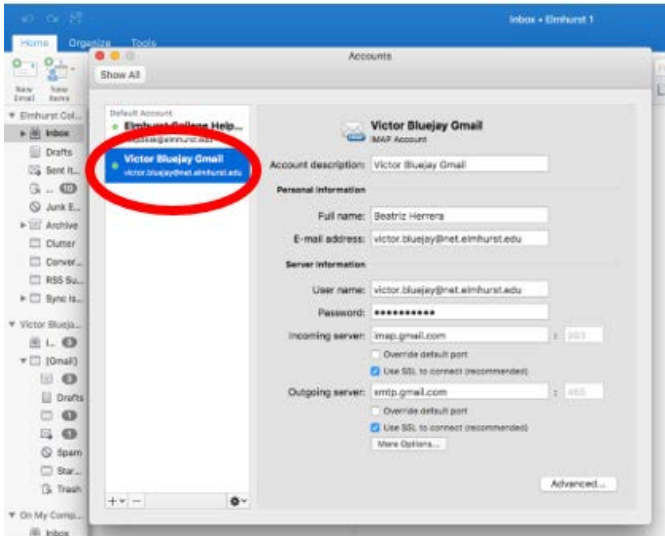 Inbox • Elmhurst 1
Home Organize Tools
Accounts
Show All
New Email
New Items
Default Account
Elmhurst College Help...
Victor Bluejay Gmail
victor.bluejay@net.elmhurst.edu
Elmhurst Col...
Inbox
Drafts
Sent It...
Junk E...
Archive
Clutter
Conver...
RSS Su...
Sync Is...
Victor Blueja...
I...
[Gmail]
Drafts
Spam
Star...
Trash
On My Comp...
Inbox
Victor Bluejay Gmail
IMAP Account
Account description: Victor Bluejay Gmail
Personal information
Full name: Beatriz Herrera
E-mail address: victor.bluejay@net.elmhurst.edu
Server information
User name: victor.bluejay@net.elmhurst.edu
Password: ●●●●●●●●●●
Incoming server: imap.gmail.com : 993
Override default port
Use SSL to connect (recommended)
Outgoing server: smtp.gmail.com : 465
Override default port
Use SSL to connect (recommended)
More Options...
Advanced...